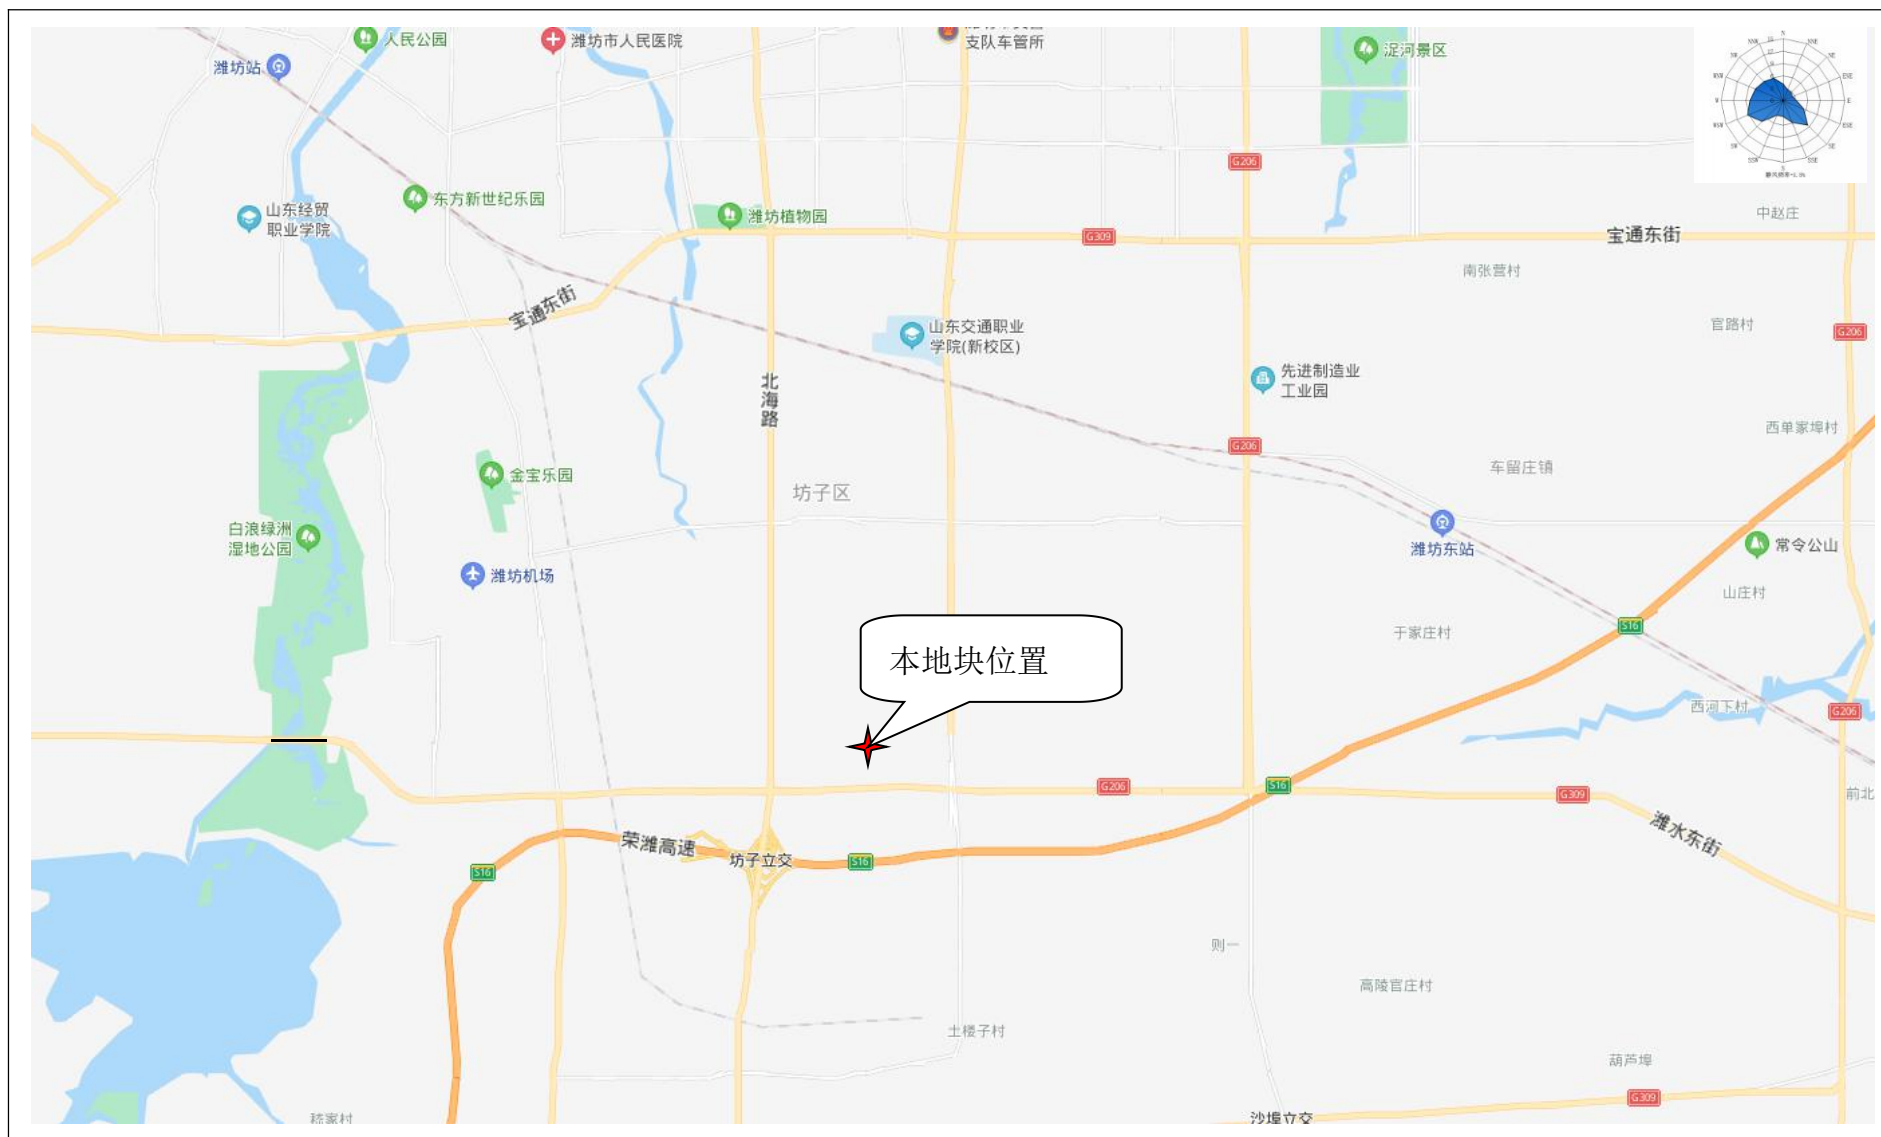 人民公园
潍坊市人民医院
支队车管所
浞河景区
潍坊站
N
NNE
NNW
G206
山东经贸
职业学院
东方新世纪乐园
潍坊植物园
中赵庄
G309
宝通东街
南张营村
宝通东街
山东交通职业
学院(新校区)
官路村
G206
北海路
先进制造业
工业园
西单家埠村
G206
车留庄镇
金宝乐园
坊子区
白浪绿洲
湿地公园
潍坊东站
常令公山
潍坊机场
山庄村
于家庄村
S16
本地块位置
西河下村
G206
G206
S16
G309
前北
荣潍高速
坊子立交
S16
S16
潍水东街
则一
高陵官庄村
土楼子村
葫芦埠
G309
沙埠立交